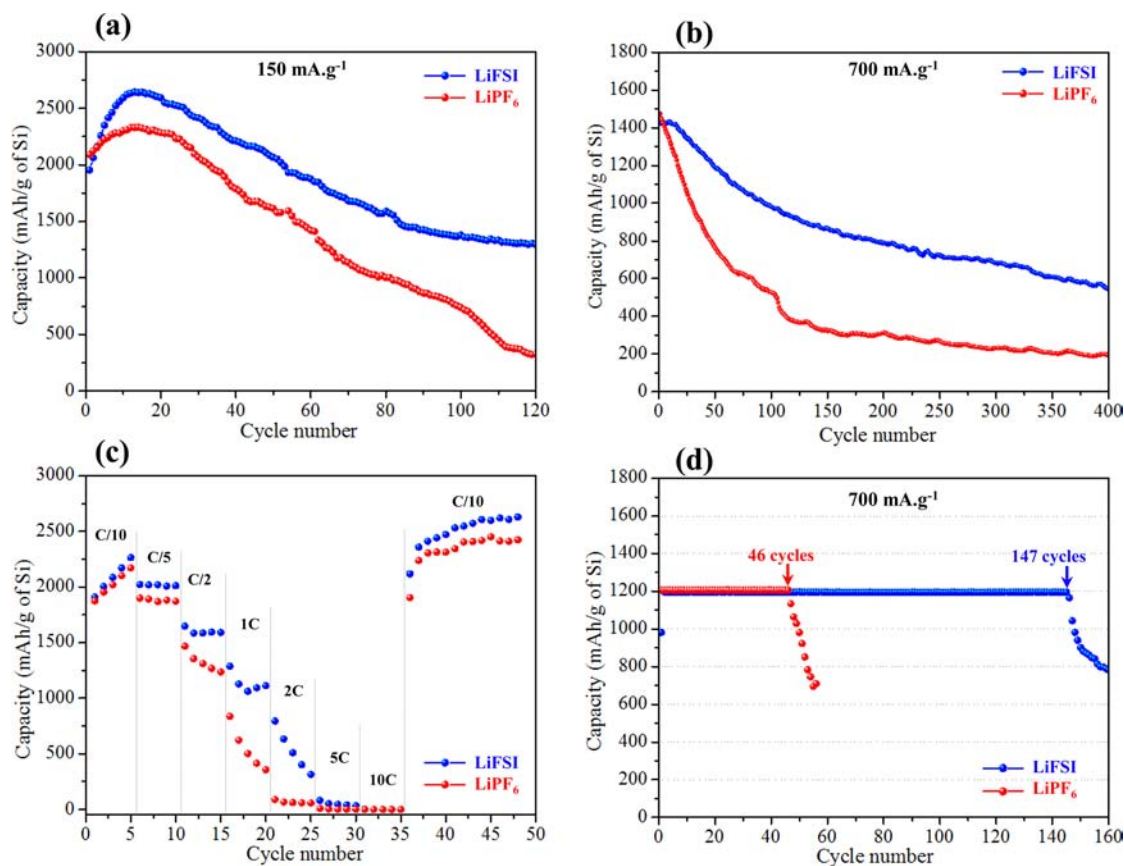 (a)
150 mA.g⁻¹
LiFSI
LiPF₆
3000
2500
2000
1500
1000
500
0
Capacity (mAh/g of Si)
0 20 40 60 80 100 120
Cycle number
(b)
700 mA.g⁻¹
LiFSI
LiPF₆
1800
1600
1400
1200
1000
800
600
400
200
0
Capacity (mAh/g of Si)
0 50 100 150 200 250 300 350 400
Cycle number
(c)
C/10
C/5
C/2
1C
2C
5C
10C
C/10
LiFSI
LiPF₆
3000
2500
2000
1500
1000
500
0
Capacity (mAh/g of Si)
0 5 10 15 20 25 30 35 40 45 50
Cycle number
(d)
700 mA.g⁻¹
46 cycles
147 cycles
LiFSI
LiPF₆
1800
1600
1400
1200
1000
800
600
400
200
0
Capacity (mAh/g of Si)
0 20 40 60 80 100 120 140 160
Cycle number